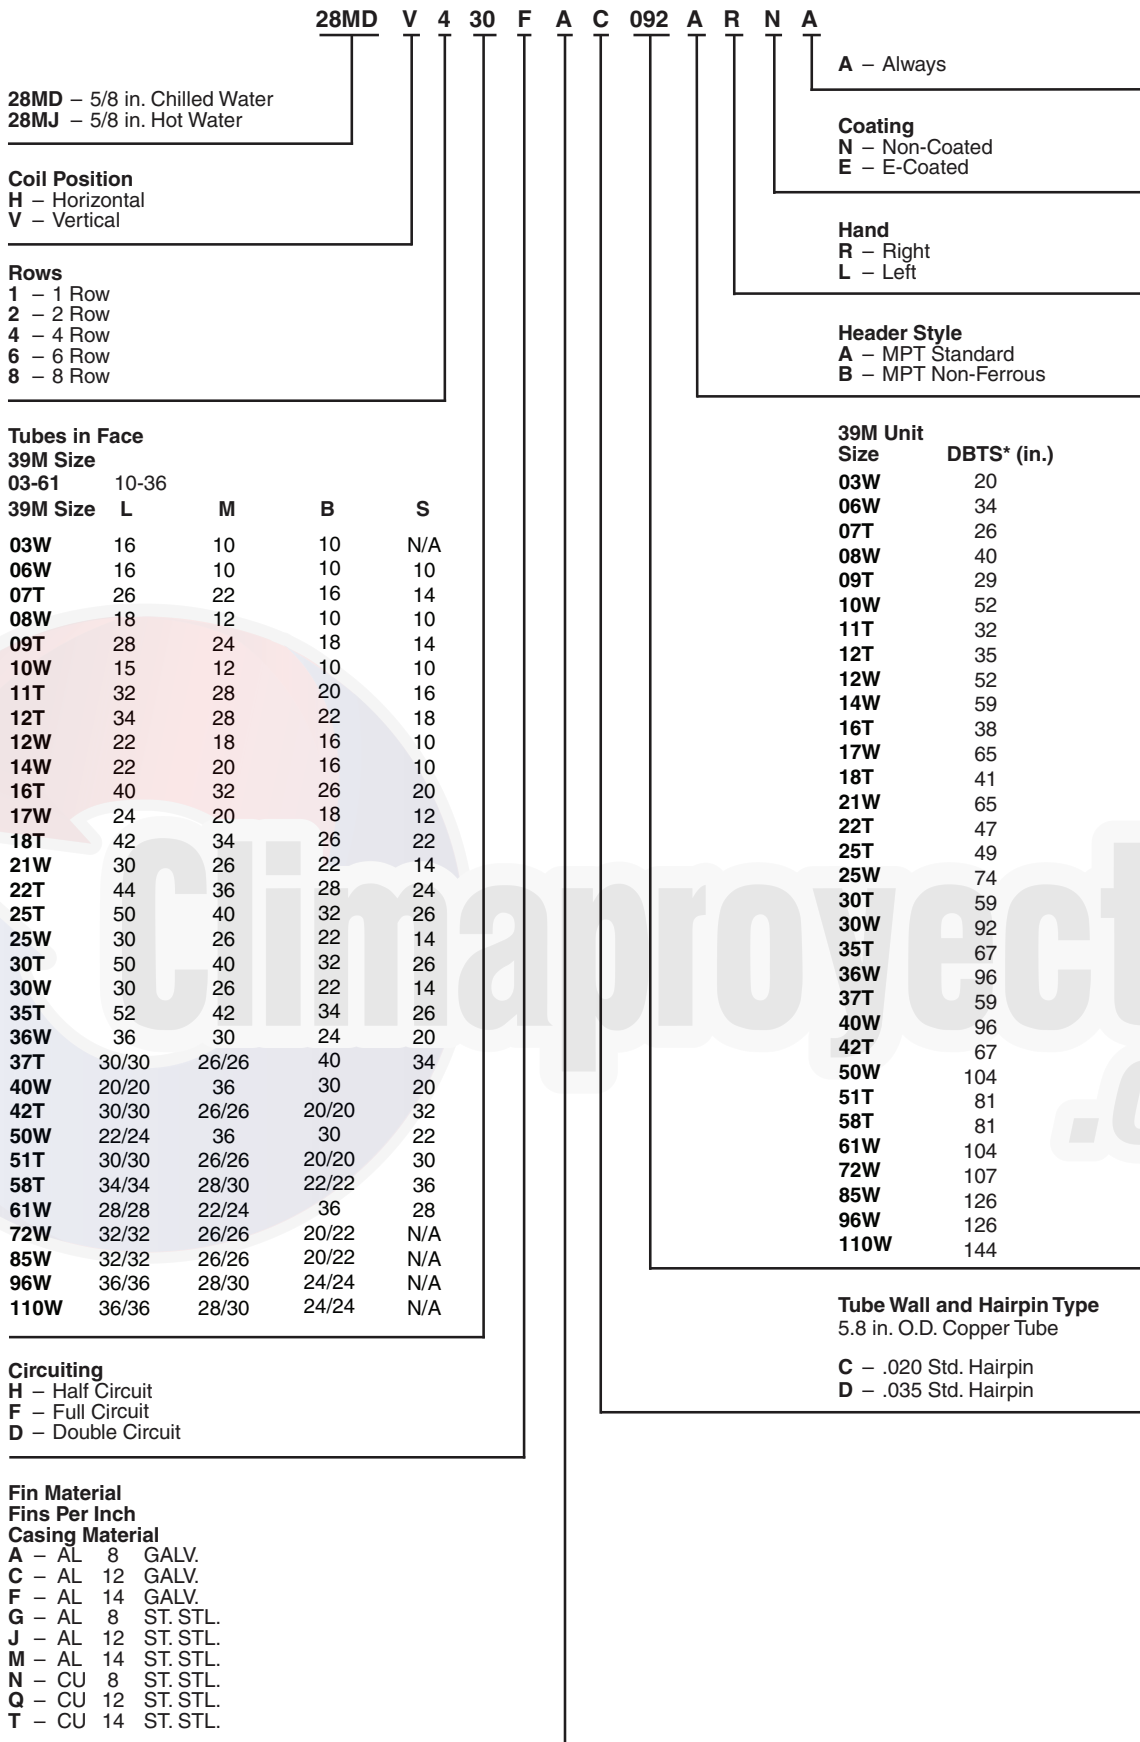 28MD V 4 30 F A C 092 A R N A
28MD – 5/8 in. Chilled Water
28MJ – 5/8 in. Hot Water
Coil Position
H – Horizontal
V – Vertical
Rows
1 – 1 Row
2 – 2 Row
4 – 4 Row
6 – 6 Row
8 – 8 Row
Tubes in Face
39M Size
03-61 10-36
39M Size L M B S
03W 16 10 10 N/A
06W 16 10 10 10
07T 26 22 16 14
08W 18 12 10 10
09T 28 24 18 14
10W 15 12 10 10
11T 32 28 20 16
12T 34 28 22 18
12W 22 18 16 10
14W 22 20 16 10
16T 40 32 26 20
17W 24 20 18 12
18T 42 34 26 22
21W 30 26 22 14
22T 44 36 28 24
25T 50 40 32 26
25W 30 26 22 14
30T 50 40 32 26
30W 30 26 22 14
35T 52 42 34 26
36W 36 30 24 20
37T 30/30 26/26 40 34
40W 20/20 36 30 20
42T 30/30 26/26 20/20 32
50W 22/24 36 30 22
51T 30/30 26/26 20/20 30
58T 34/34 28/30 22/22 36
61W 28/28 22/24 36 28
72W 32/32 26/26 20/22 N/A
85W 32/32 26/26 20/22 N/A
96W 36/36 28/30 24/24 N/A
110W 36/36 28/30 24/24 N/A
Circuiting
H – Half Circuit
F – Full Circuit
D – Double Circuit
Fin Material
Fins Per Inch
Casing Material
A – AL 8 GALV.
C – AL 12 GALV.
F – AL 14 GALV.
G – AL 8 ST. STL.
J – AL 12 ST. STL.
M – AL 14 ST. STL.
N – CU 8 ST. STL.
Q – CU 12 ST. STL.
T – CU 14 ST. STL.
A – Always
Coating
N – Non-Coated
E – E-Coated
Hand
R – Right
L – Left
Header Style
A – MPT Standard
B – MPT Non-Ferrous
39M Unit
Size DBTS* (in.)
03W 20
06W 34
07T 26
08W 40
09T 29
10W 52
11T 32
12T 35
12W 52
14W 59
16T 38
17W 65
18T 41
21W 65
22T 47
25T 49
25W 74
30T 59
30W 92
35T 67
36W 96
37T 59
40W 96
42T 67
50W 104
51T 81
58T 81
61W 104
72W 107
85W 126
96W 126
110W 144
Tube Wall and Hairpin Type
5.8 in. O.D. Copper Tube
C – .020 Std. Hairpin
D – .035 Std. Hairpin
Climaproyect
.c